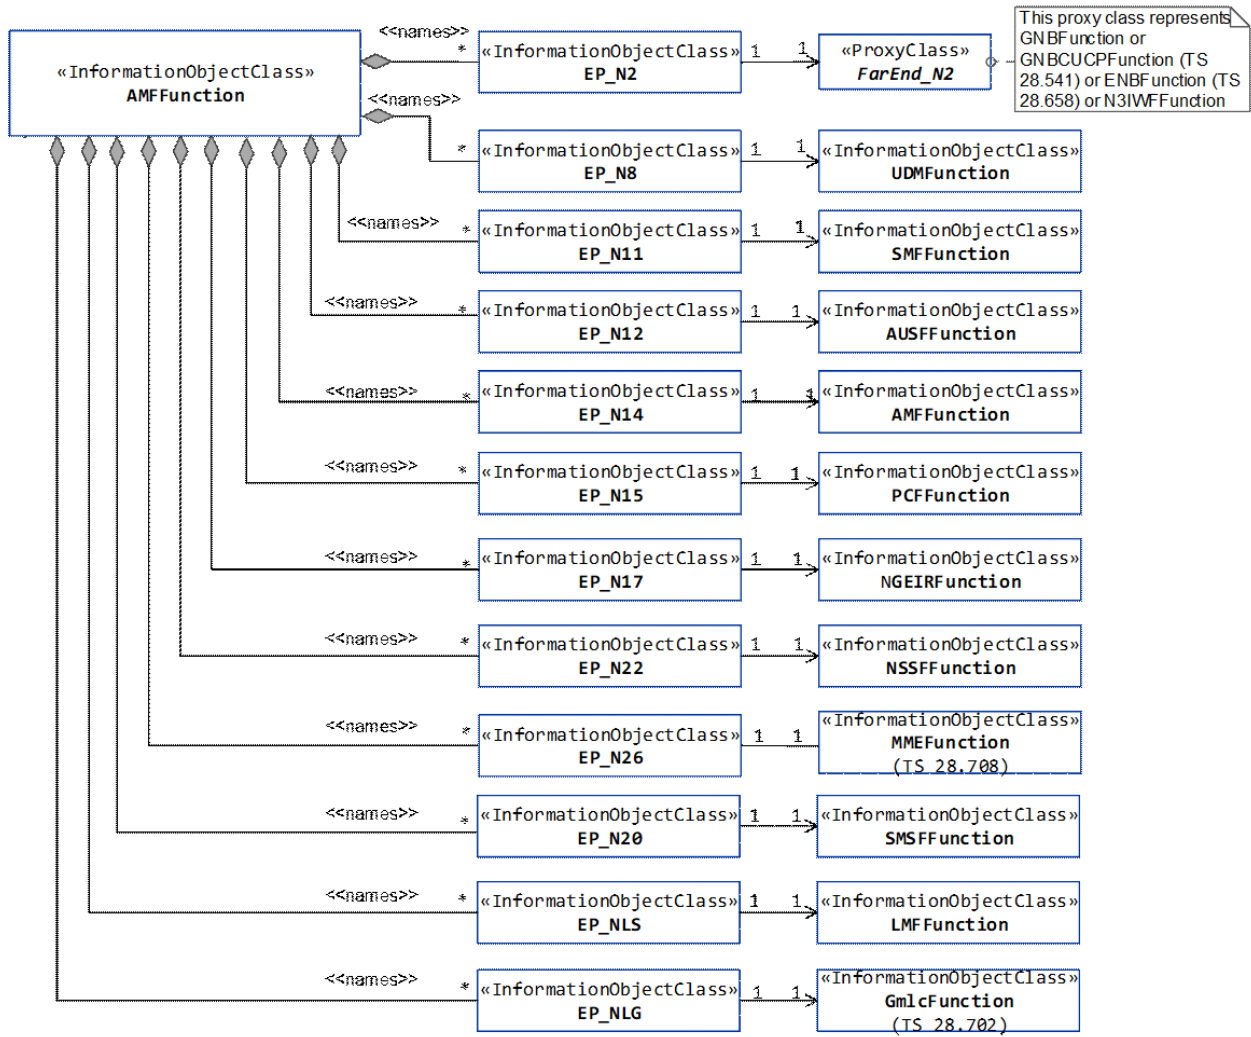 This proxy class represents
GNBFunction or
GNBCUCPFunction (TS
28.541) or ENBFunction (TS
28.658) or N3IWFFunction
«InformationObjectClass»
AMFFunction
<<names>>
*
«InformationObjectClass»
EP_N2
1
1
«ProxyClass»
FarEnd_N2
<<names>>
*
«InformationObjectClass»
EP_N8
1
1
«InformationObjectClass»
UDMFunction
<<names>>
*
«InformationObjectClass»
EP_N11
1
1
«InformationObjectClass»
SMFFunction
<<names>>
*
«InformationObjectClass»
EP_N12
1
1
«InformationObjectClass»
AUSFFunction
<<names>>
*
«InformationObjectClass»
EP_N14
1
1
«InformationObjectClass»
AMFFunction
<<names>>
*
«InformationObjectClass»
EP_N15
1
1
«InformationObjectClass»
PCFFunction
<<names>>
*
«InformationObjectClass»
EP_N17
1
1
«InformationObjectClass»
NGEIRFunction
<<names>>
*
«InformationObjectClass»
EP_N22
1
1
«InformationObjectClass»
NSSFFunction
<<names>>
*
«InformationObjectClass»
EP_N26
1
1
«InformationObjectClass»
MMEFunction
(TS 28.708)
<<names>>
*
«InformationObjectClass»
EP_N20
1
1
«InformationObjectClass»
SMSFFunction
<<names>>
*
«InformationObjectClass»
EP_NLS
1
1
«InformationObjectClass»
LMFFunction
<<names>>
*
«InformationObjectClass»
EP_NLG
1
1
«InformationObjectClass»
GmlcFunction
(TS 28.702)